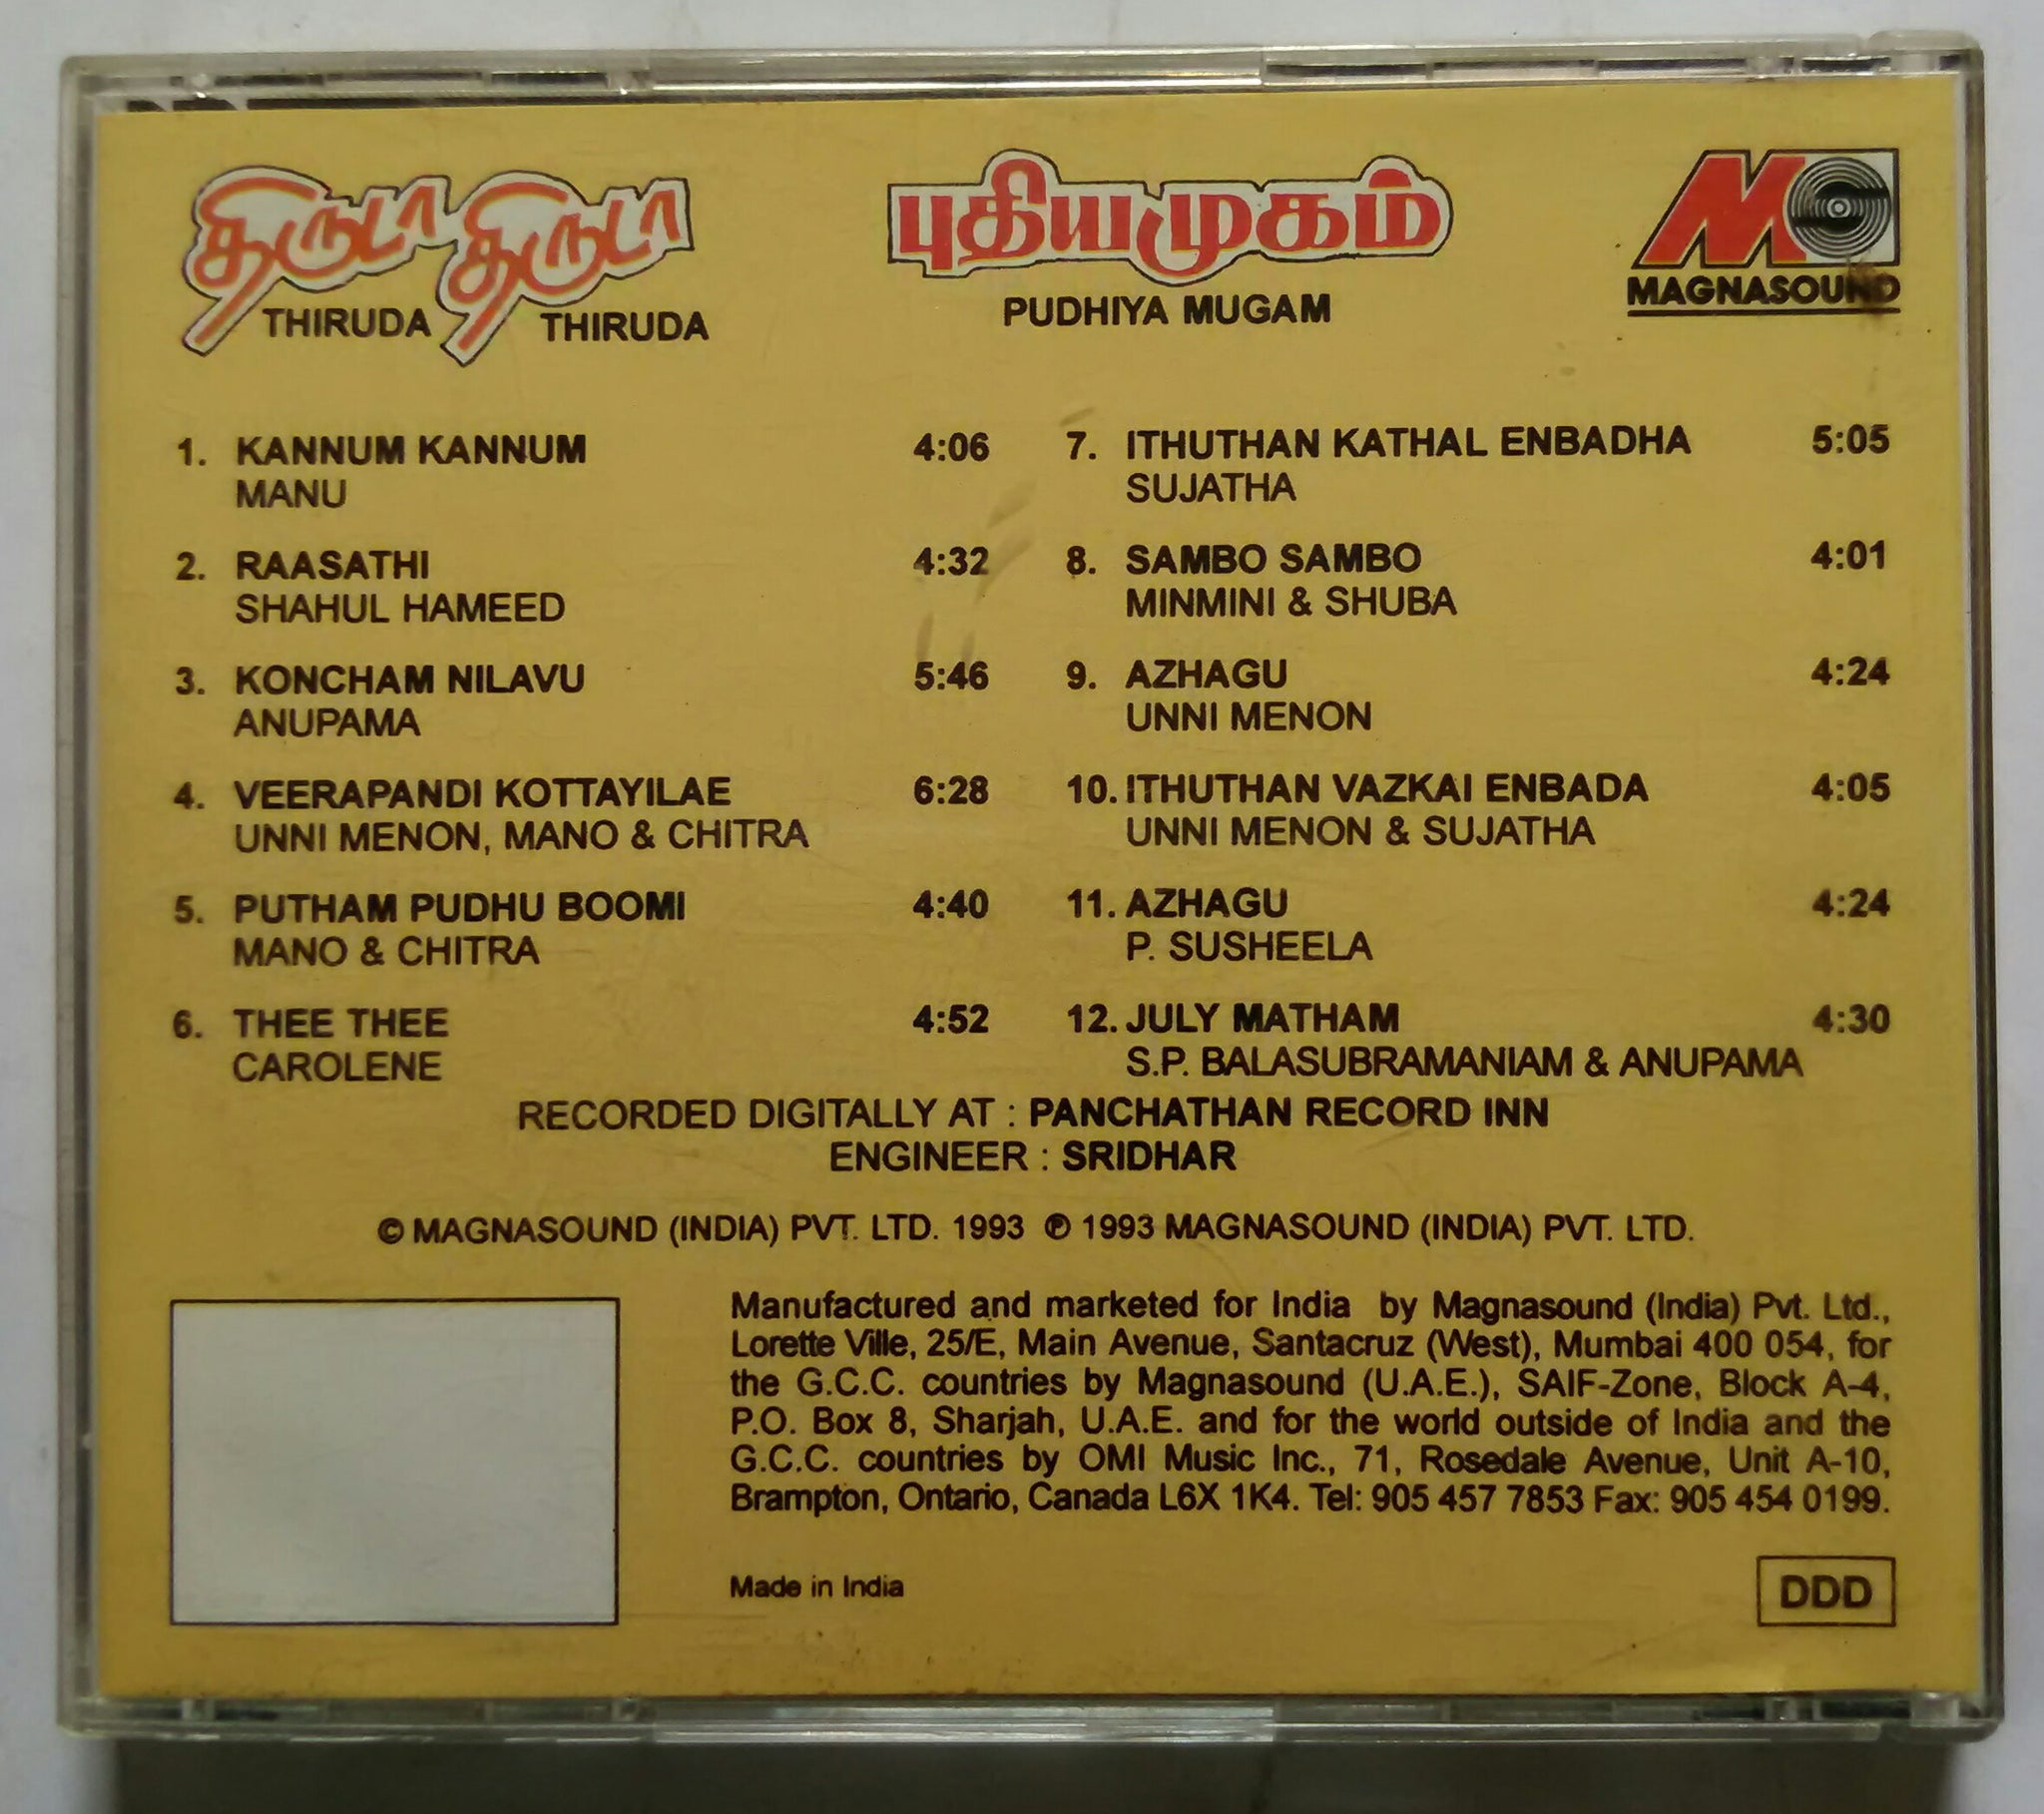 திருடா திருடா
THIRUDA THIRUDA
புதிய முகம்
PUDHIYA MUGAM
MAGNASOUND
1. KANNUM KANNUM 4:06
MANU
2. RAASATHI 4:32
SHAHUL HAMEED
3. KONCHAM NILAVU 5:46
ANUPAMA
4. VEERAPANDI KOTTAYILAE 6:28
UNNI MENON, MANO & CHITRA
5. PUTHAM PUDHU BOOMI 4:40
MANO & CHITRA
6. THEE THEE 4:52
CAROLENE
7. ITHUTHAN KATHAL ENBADHA 5:05
SUJATHA
8. SAMBO SAMBO 4:01
MINMINI & SHUBA
9. AZHAGU 4:24
UNNI MENON
10. ITHUTHAN VAZKAI ENBADA 4:05
UNNI MENON & SUJATHA
11. AZHAGU 4:24
P. SUSHEELA
12. JULY MATHAM 4:30
S.P. BALASUBRAMANIAM & ANUPAMA
RECORDED DIGITALLY AT : PANCHATHAN RECORD INN
ENGINEER : SRIDHAR
© MAGNASOUND (INDIA) PVT. LTD. 1993 ℗ 1993 MAGNASOUND (INDIA) PVT. LTD.
Manufactured and marketed for India by Magnasound (India) Pvt. Ltd.,
Lorette Ville, 25/E, Main Avenue, Santacruz (West), Mumbai 400 054, for
the G.C.C. countries by Magnasound (U.A.E.), SAIF-Zone, Block A-4,
P.O. Box 8, Sharjah, U.A.E. and for the world outside of India and the
G.C.C. countries by OMI Music Inc., 71, Rosedale Avenue, Unit A-10,
Brampton, Ontario, Canada L6X 1K4. Tel: 905 457 7853 Fax: 905 454 0199.
Made in India
DDD